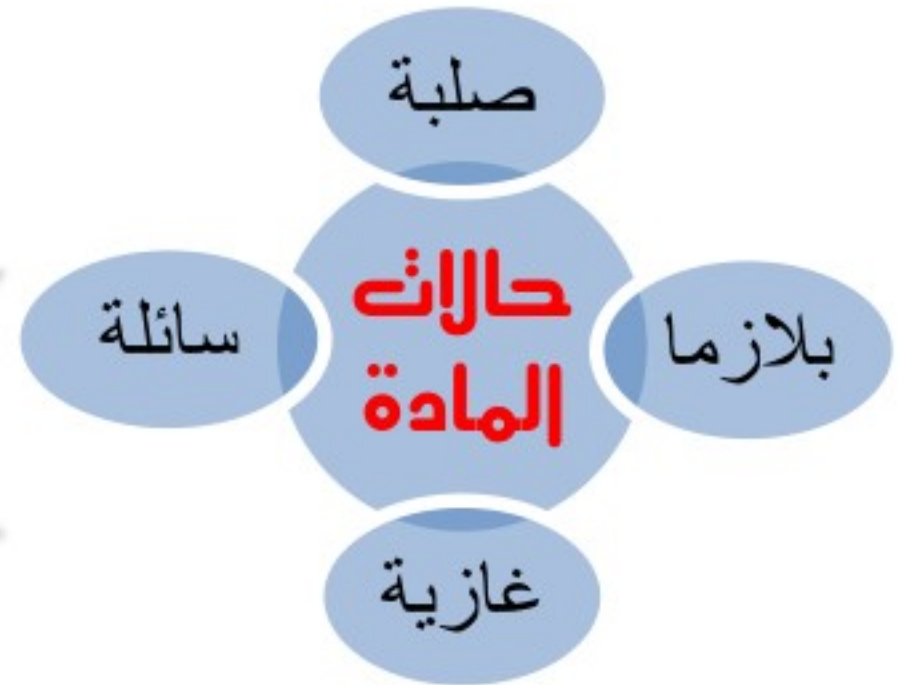 صلبة
حالات
المادة
بلازما
سائلة
غازية